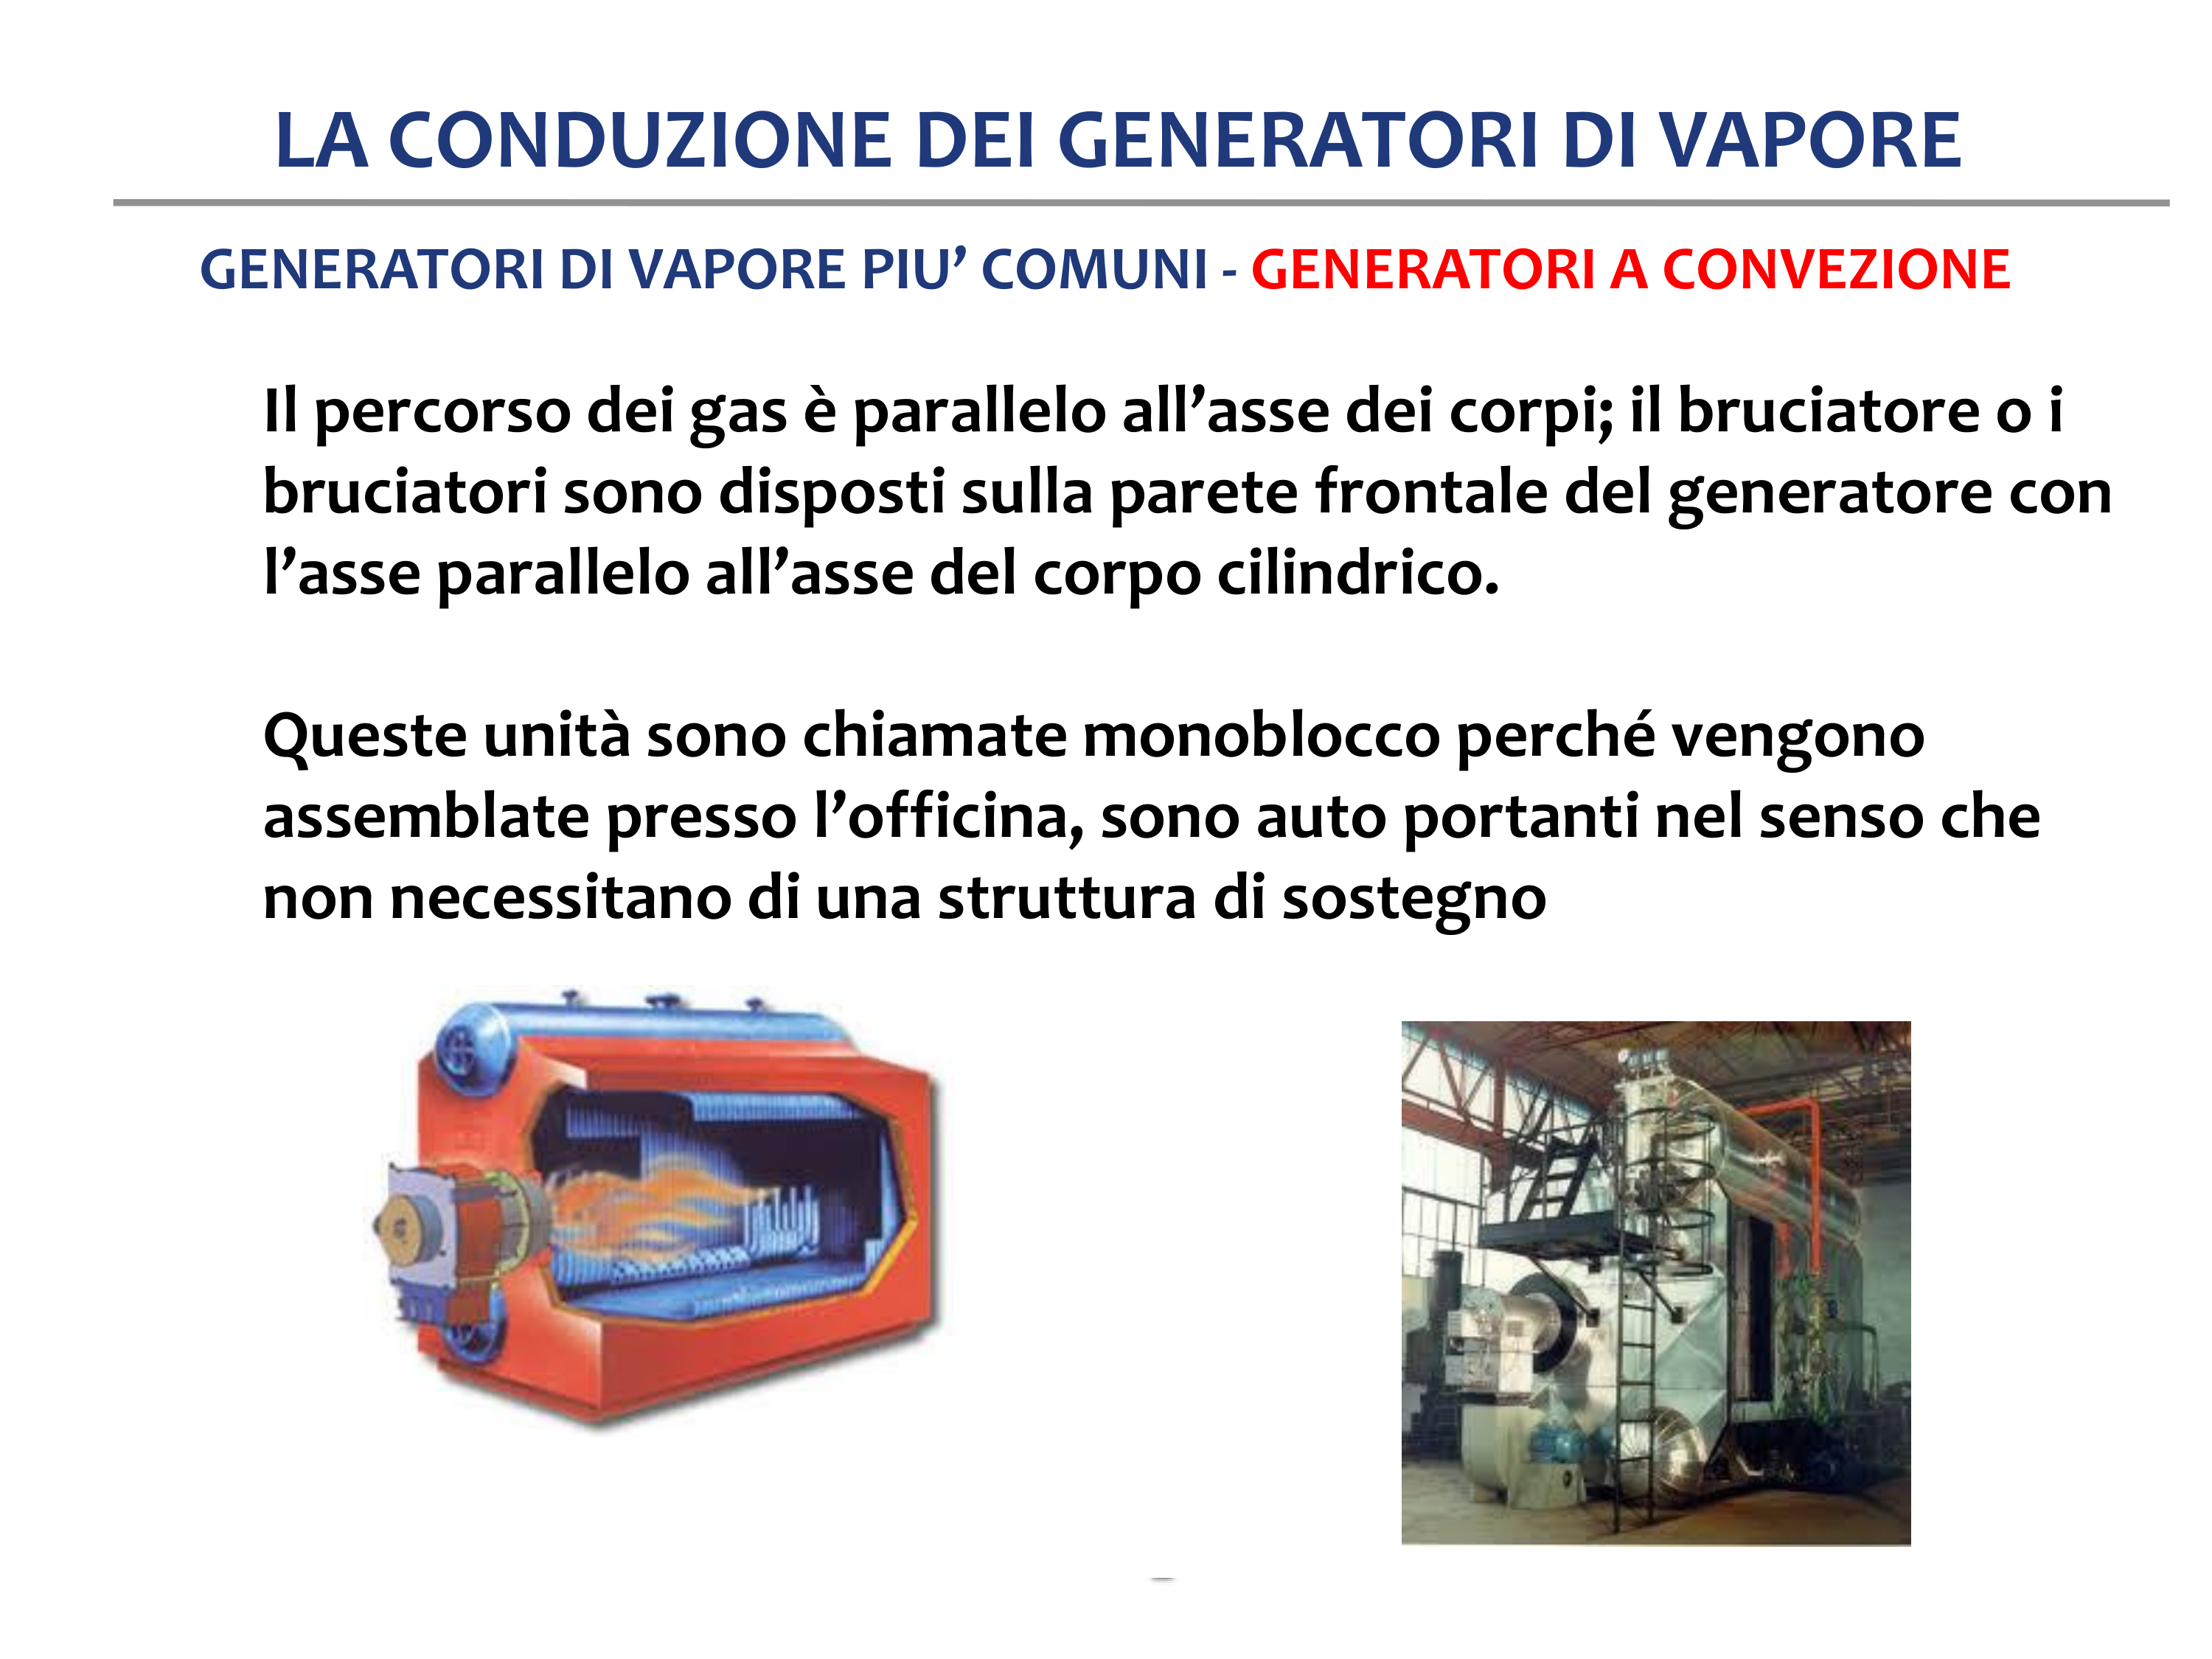 LA CONDUZIONE DEI GENERATORI DI VAPORE
GENERATORI DI VAPORE PIU’ COMUNI - GENERATORI A CONVEZIONE
Il percorso dei gas è parallelo all’asse dei corpi; il bruciatore o i
bruciatori sono disposti sulla parete frontale del generatore con
l’asse parallelo all’asse del corpo cilindrico.
Queste unità sono chiamate monoblocco perché vengono
assemblate presso l’officina, sono auto portanti nel senso che
non necessitano di una struttura di sostegno